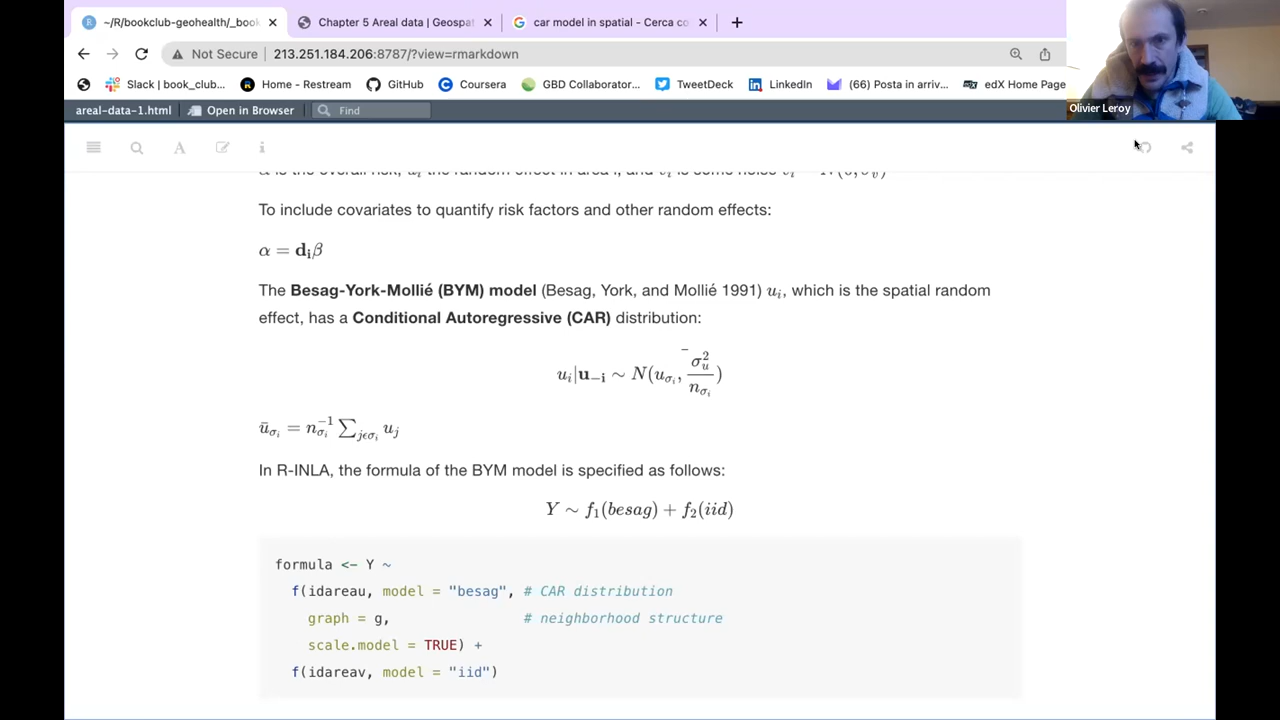 ~/R/bookclub-geohealth/_book
Chapter 5 Areal data | Geospa
car model in spatial - Cerca co
Not Secure | 213.251.184.206:8787/?view=rmarkdown
Slack | book_club... Home - Restream GitHub Coursera GBD Collaborator... TweetDeck LinkedIn (66) Posta in arriv... edX Home Page
Olivier Leroy
areal-data-1.html Open in Browser Find
To include covariates to quantify risk factors and other random effects:
α = d_iβ
The Besag-York-Mollié (BYM) model (Besag, York, and Mollié 1991) u_i, which is the spatial random
effect, has a Conditional Autoregressive (CAR) distribution:
u_i|u_{−i} ∼ N(u_{σ_i}, \bar{} σ_u^2/n_{σ_i})
ū_{σ_i} = n_{σ_i}^{−1} ∑_{jϵσ_i} u_j
In R-INLA, the formula of the BYM model is specified as follows:
Y ∼ f_1(besag) + f_2(iid)
formula <- Y ~
f(idareau, model = "besag", # CAR distribution
graph = g, # neighborhood structure
scale.model = TRUE) +
f(idareav, model = "iid")